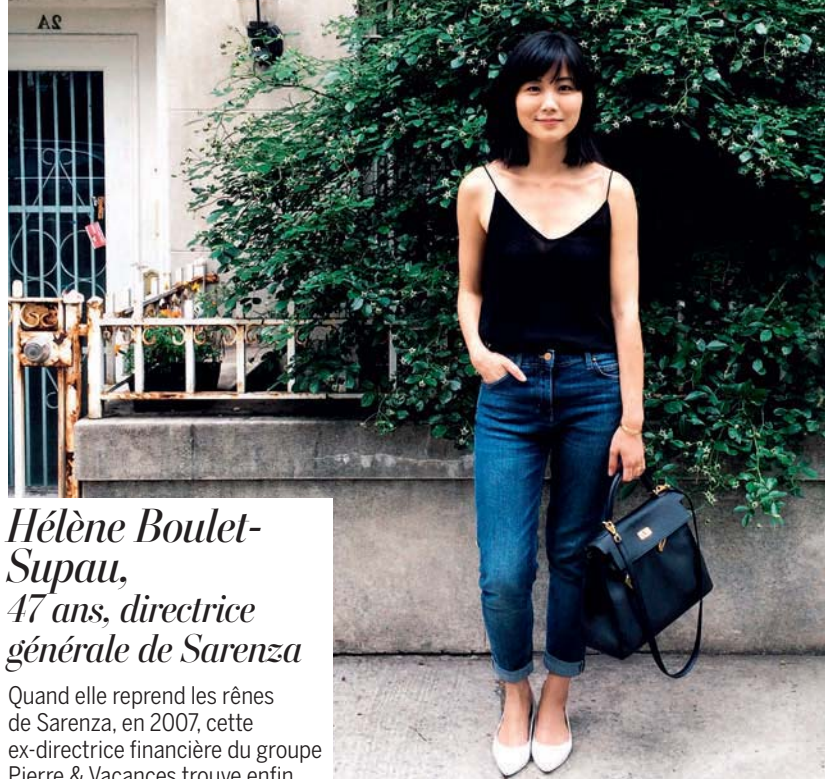 Hélène Boulet-
Supau,
47 ans, directrice
générale de Sarenza
Quand elle reprend les rênes
de Sarenza, en 2007, cette
ex-directrice financière du groupe
Pierre & Vacances trouve enfin